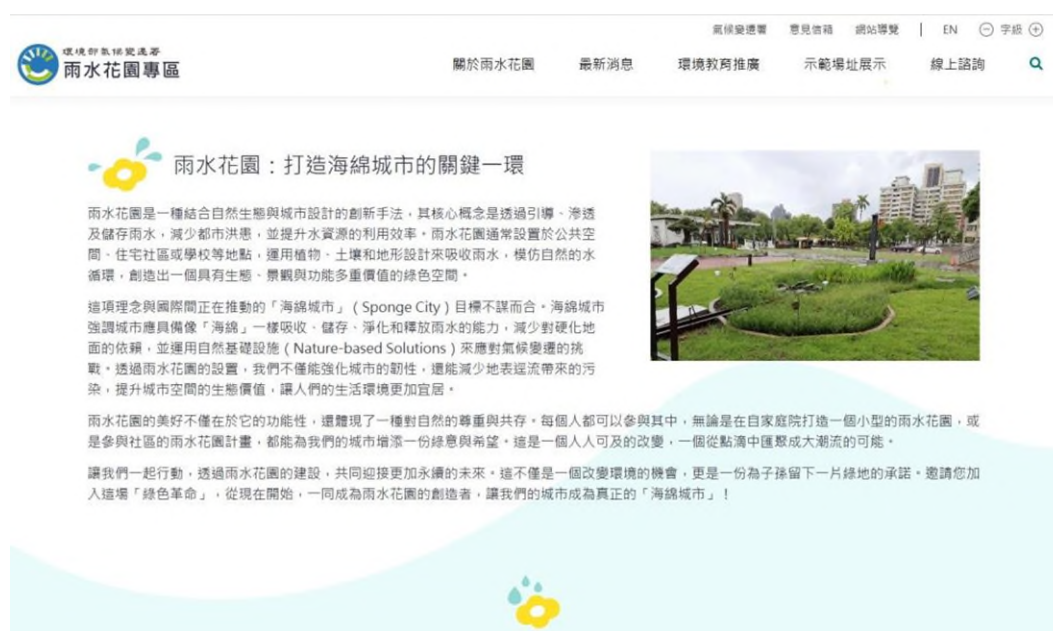 氣候變遷署 意見信箱 網站導覽 | EN 字級
環境部氣候變遷署
雨水花園專區
關於雨水花園 最新消息 環境教育推廣 示範場址展示 線上諮詢
雨水花園：打造海綿城市的關鍵一環
雨水花園是一種結合自然生態與城市設計的創新手法，其核心概念是透過引導、滲透
及儲存雨水，減少都市洪患，並提升水資源的利用效率。雨水花園通常設置於公共空
間、住宅社區或學校等地點，運用植物、土壤和地形設計來吸收雨水，模仿自然的水
循環，創造出一個具有生態、景觀與功能多重價值的綠色空間。
這項理念與國際間正在推動的「海綿城市」（Sponge City）目標不謀而合。海綿城市
強調城市應具備像「海綿」一樣吸收、儲存、淨化和釋放雨水的能力，減少對硬化地
面的依賴，並運用自然基礎設施（Nature-based Solutions）來應對氣候變遷的挑
戰。透過雨水花園的設置，我們不僅能強化城市的韌性，還能減少地表逕流帶來的污
染，提升城市空間的生態價值，讓人們的生活環境更加宜居。
雨水花園的美好不僅在於它的功能性，還體現了一種對自然的尊重與共存。每個人都可以參與其中，無論是在自家庭院打造一個小型的雨水花園，或
是參與社區的雨水花園計畫，都能為我們的城市增添一份綠意與希望。這是一個人人可及的改變，一個從點滴中匯聚成大潮流的可能。
讓我們一起行動，透過雨水花園的建設，共同迎接更加永續的未來。這不僅是一個改變環境的機會，更是一份為子孫留下一片綠地的承諾。邀請您加
入這場「綠色革命」，從現在開始，一同成為雨水花園的創造者，讓我們的城市成為真正的「海綿城市」！